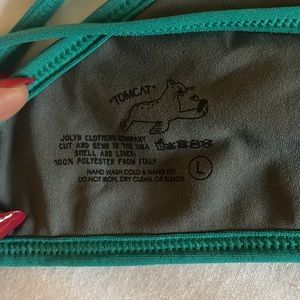 "TOMCAT"
JOLYN CLOTHING COMPANY
CUT AND SEWN IN THE USA
SHELL AND LINER:
100% POLYESTER FROM ITALY
HAND WASH COLD & HANG DRY
DO NOT IRON, DRY CLEAN, OR BLEACH
L